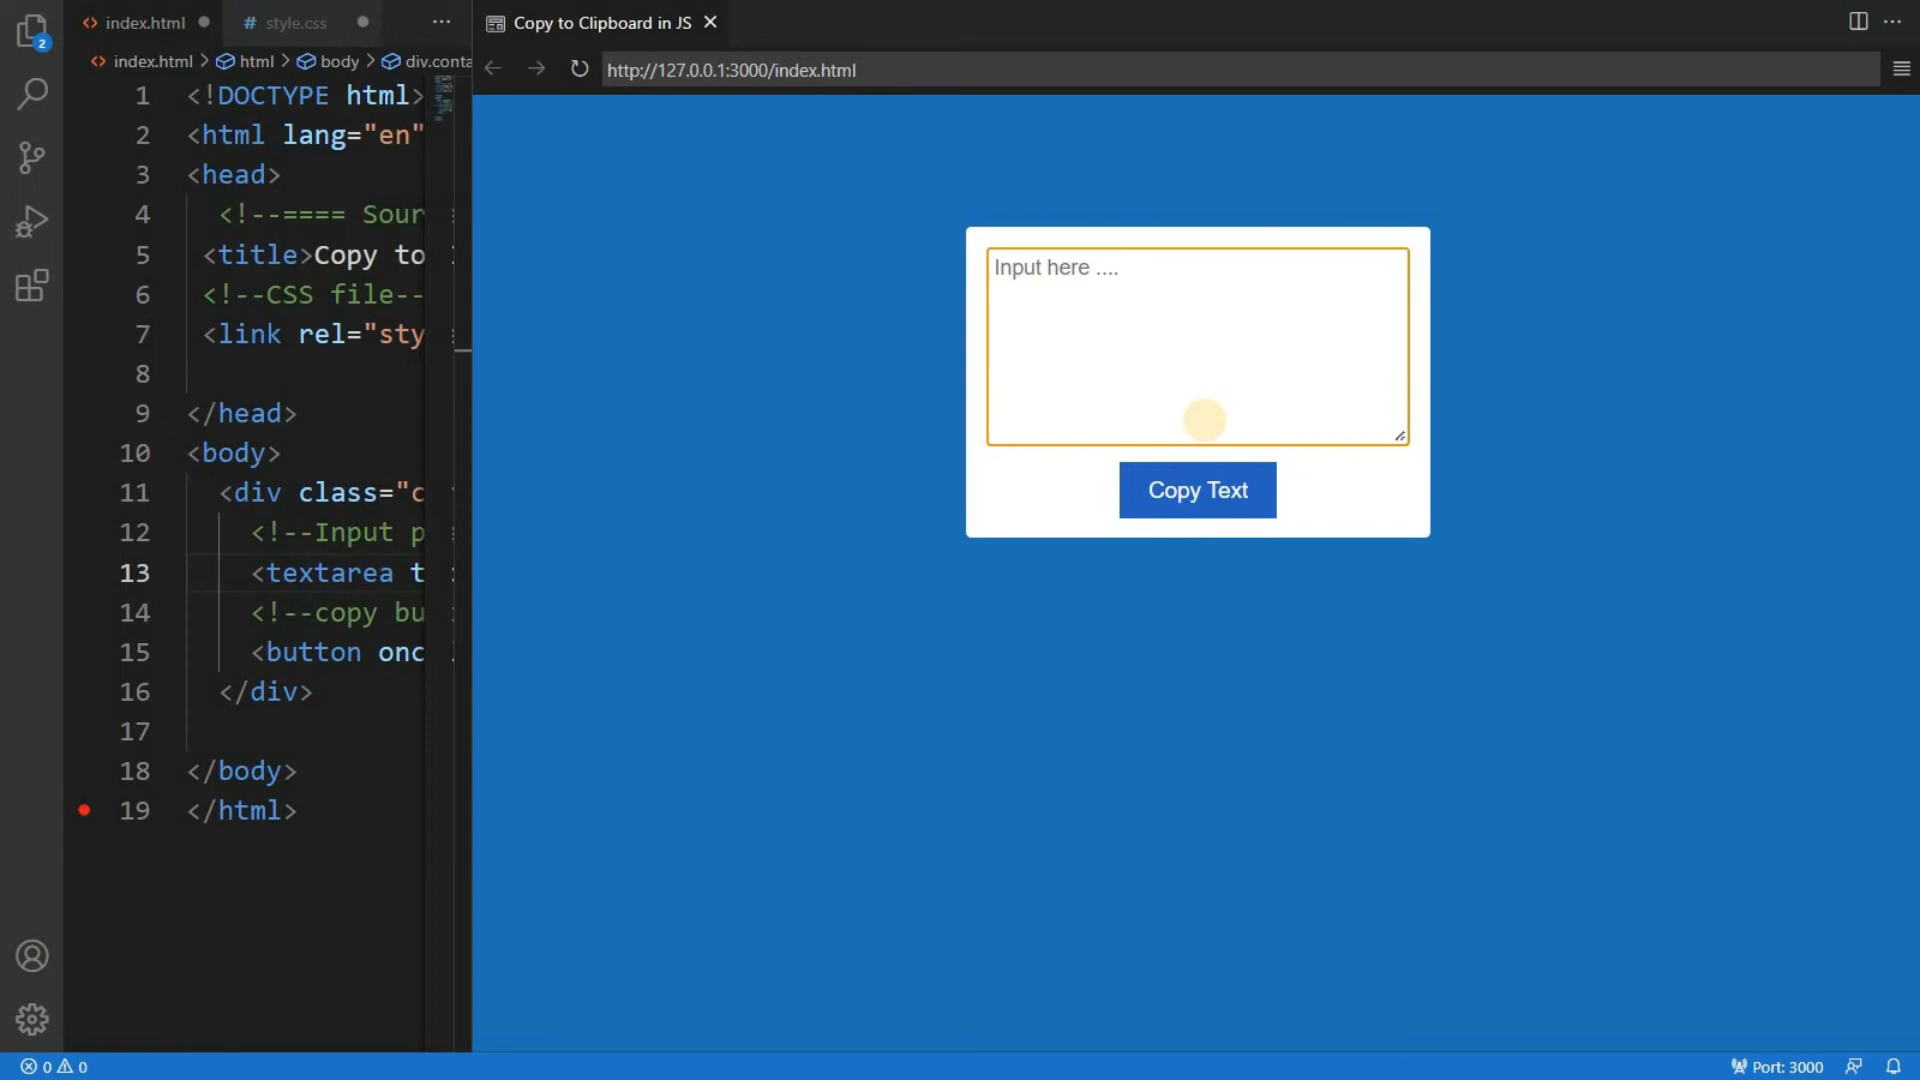 index.html
style.css
Copy to Clipboard in JS
2
index.html > html > body > div.conta
http://127.0.0.1:3000/index.html
1 <!DOCTYPE html>
2 <html lang="en"
3 <head>
4 <!--==== Sour
5 <title>Copy to
6 <!--CSS file--
7 <link rel="sty
8
9 </head>
10 <body>
11 <div class="c
12 <!--Input p
13 <textarea t
14 <!--copy bu
15 <button onc
16 </div>
17
18 </body>
19 </html>
Input here ....
Copy Text
0 0
Port: 3000